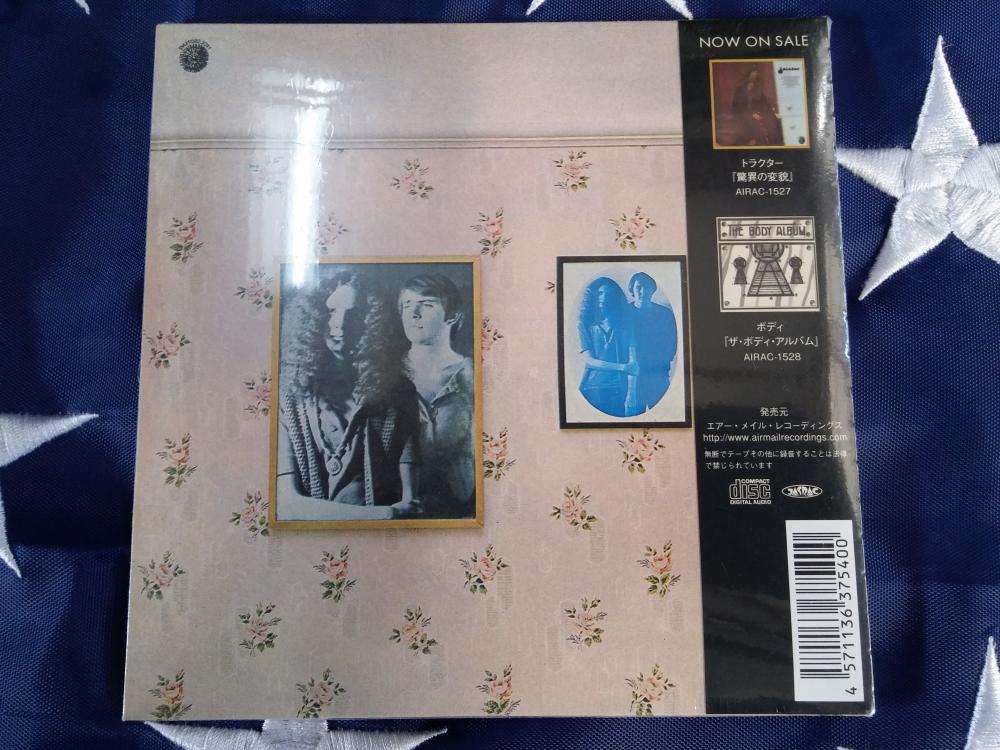 NOW ON SALE
トラクター
『驚異の変貌』
AIRAC-1527
THE BODY ALBUM
ボディ
『ザ・ボディ・アルバム』
AIRAC-1528
発売元
エアー・メイル・レコーディングス
http://www.airmailrecordings.com
無断でテープその他に録音することは法律
で禁じられています
COMPACT
disc
DIGITAL AUDIO
JASRAC
4 571136 375400